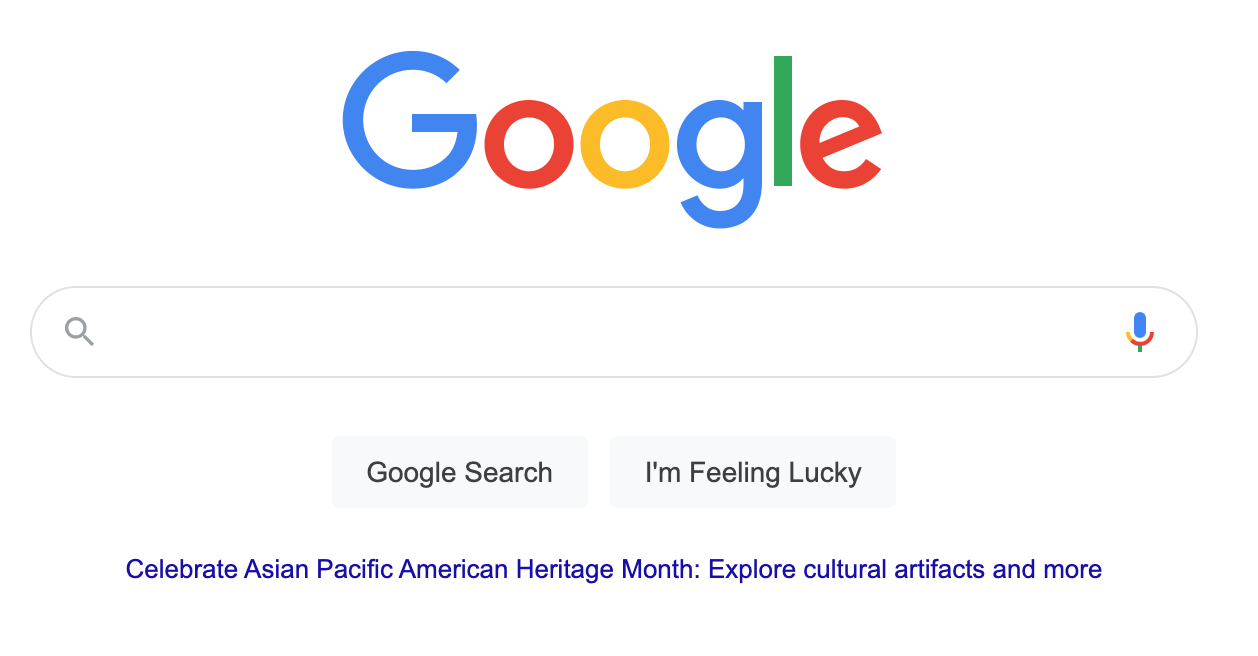 Google
Google Search
I'm Feeling Lucky
Celebrate Asian Pacific American Heritage Month: Explore cultural artifacts and more